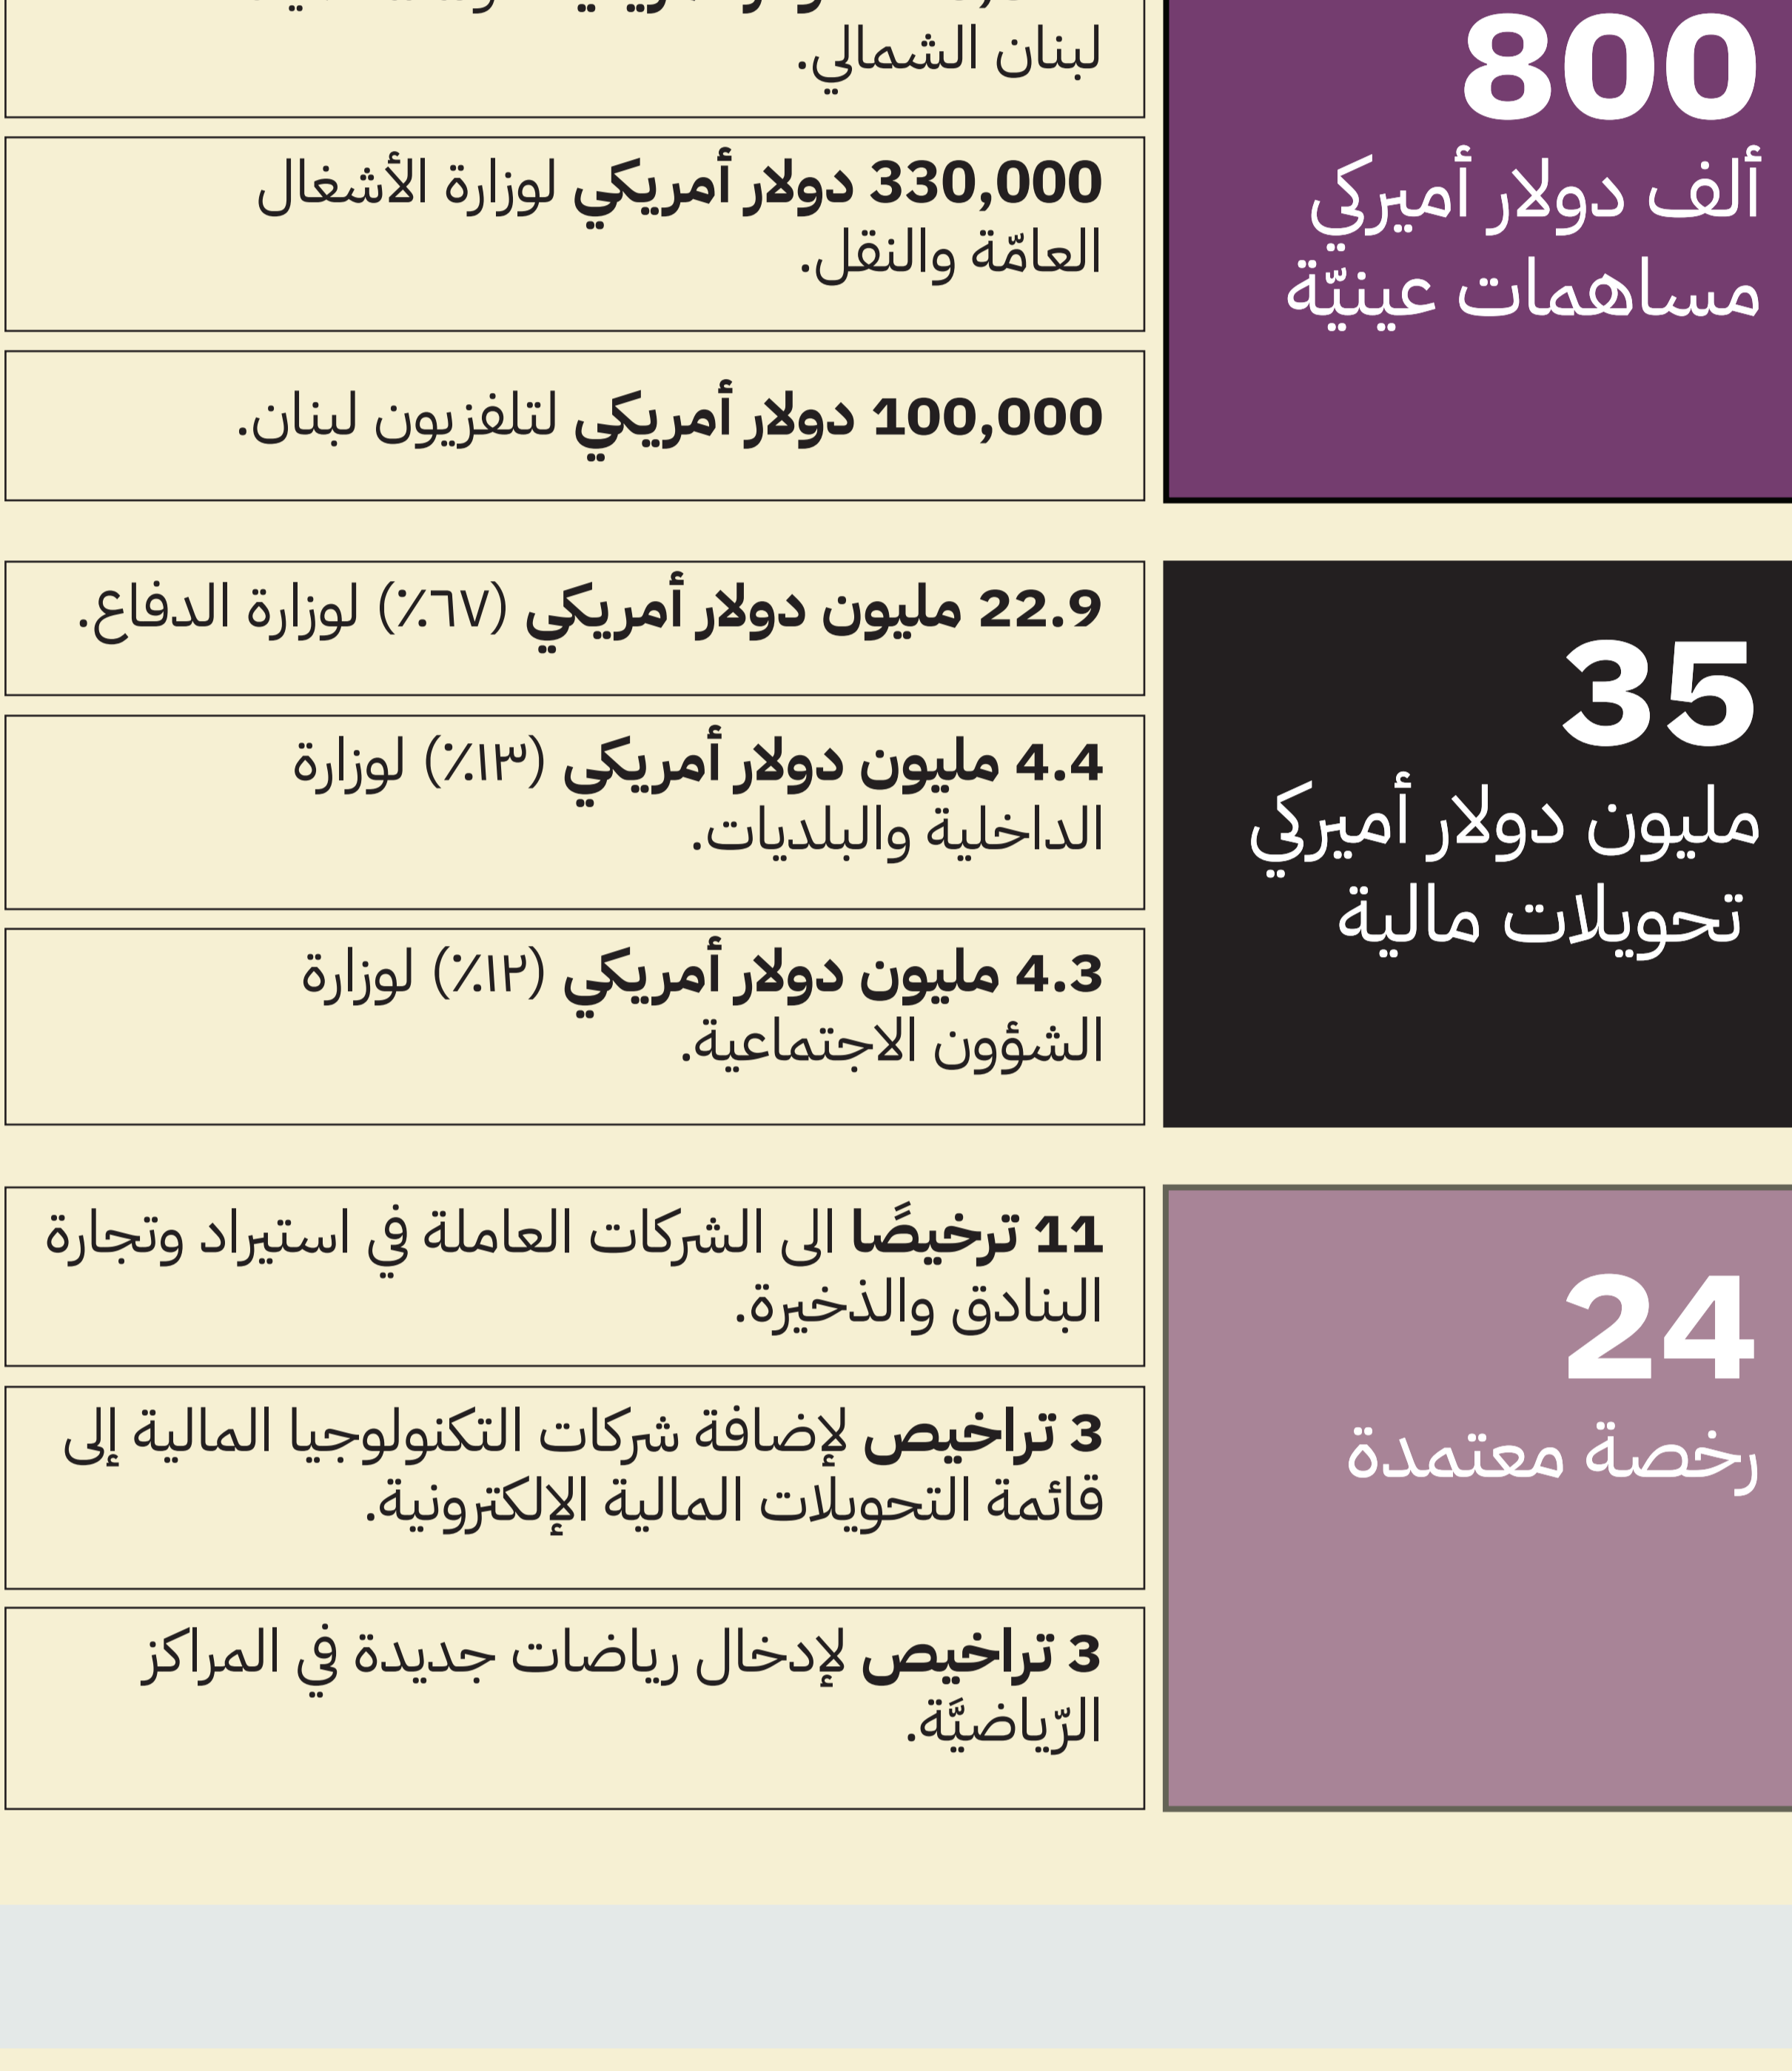 800
ألف دولار أميركي
مساهمات عينيّة
لبنان الشمالي.
330,000 دولار أمريكي لوزارة الأشغال
العامّة والنقل.
100,000 دولار أمريكي لتلفزيون لبنان.
35
مليون دولار أميركي
تحويلات مالية
22.9 مليون دولار أمريكي (٦٧٪) لوزارة الدفاع.
4.4 مليون دولار أمريكي (١٣٪) لوزارة
الداخلية والبلديات.
4.3 مليون دولار أمريكي (١٢٪) لوزارة
الشؤون الاجتماعية.
24
رخصة معتمدة
11 ترخيصًا الى الشركات العاملة في استيراد وتجارة
البنادق والذخيرة.
3 تراخيص لإضافة شركات التكنولوجيا المالية إلى
قائمة التحويلات المالية الإلكترونية.
3 تراخيص لإدخال رياضات جديدة في المراكز
الرّياضيَّة.